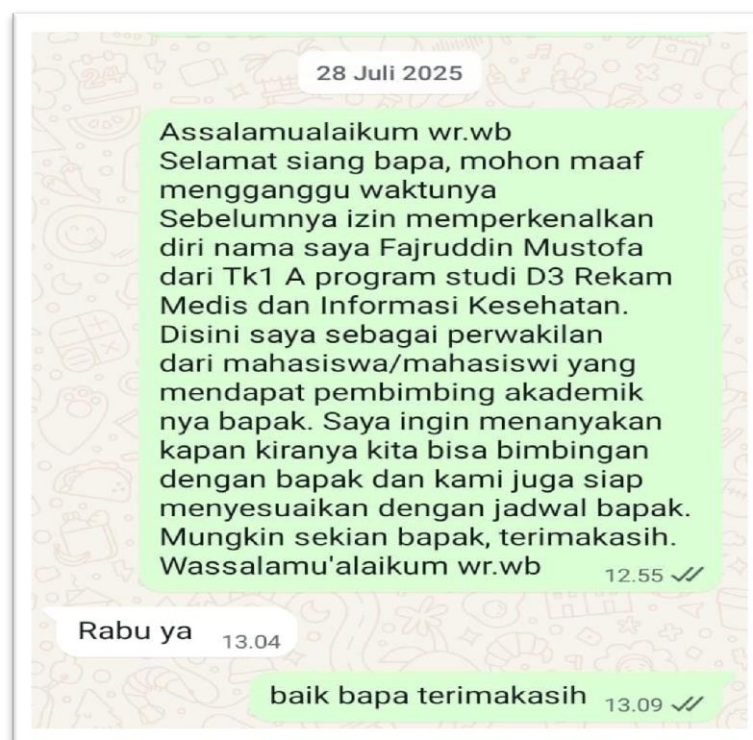 28 Juli 2025
Assalamualaikum wr.wb
Selamat siang bapa, mohon maaf
mengganggu waktunya
Sebelumnya izin memperkenalkan
diri nama saya Fajruddin Mustofa
dari Tk1 A program studi D3 Rekam
Medis dan Informasi Kesehatan.
Disini saya sebagai perwakilan
dari mahasiswa/mahasiswi yang
mendapat pembimbing akademik
nya bapak. Saya ingin menanyakan
kapan kiranya kita bisa bimbingan
dengan bapak dan kami juga siap
menyesuaikan dengan jadwal bapak.
Mungkin sekian bapak, terimakasih.
Wassalamu'alaikum wr.wb 12.55
Rabu ya 13.04
baik bapa terimakasih 13.09